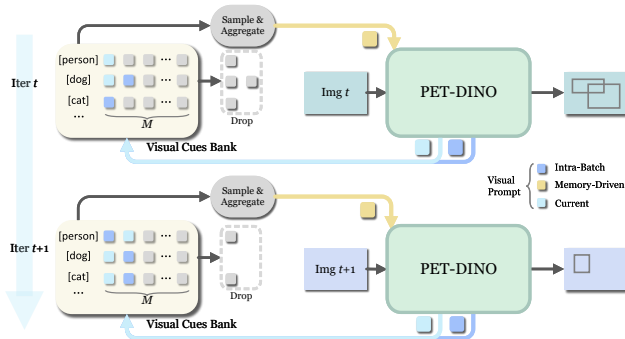 Iter t
[person]
[dog]
[cat]
...
...
...
...
M
Visual Cues Bank
Sample &
Aggregate
Drop
Img t
PET-DINO
Visual
Prompt
Intra-Batch
Memory-Driven
Current
Iter t+1
[person]
[dog]
[cat]
...
...
...
...
M
Visual Cues Bank
Sample &
Aggregate
Drop
Img t+1
PET-DINO